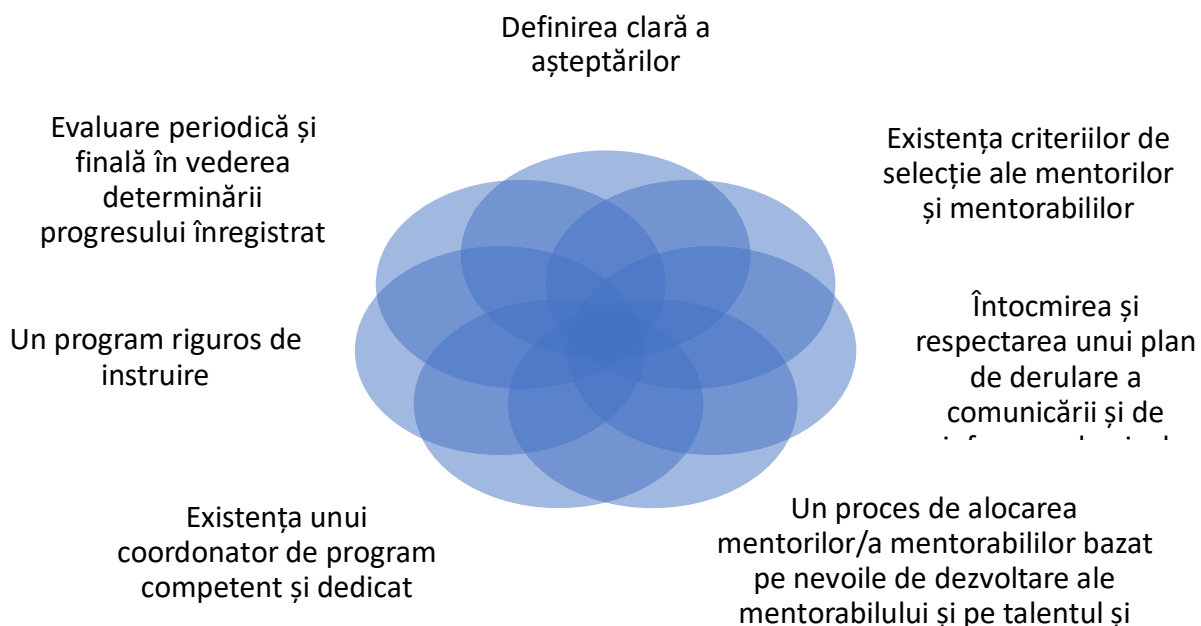 Definirea clară a
așteptărilor
Existența criteriilor de
selecție ale mentorilor
și mentorabililor
Întocmirea și
respectarea unui plan
de derulare a
comunicării și de
Un proces de alocarea
mentorilor/a mentorabililor bazat
pe nevoile de dezvoltare ale
mentorabilului și pe talentul și
Existența unui
coordonator de program
competent și dedicat
Un program riguros de
instruire
Evaluare periodică și
finală în vederea
determinării
progresului înregistrat